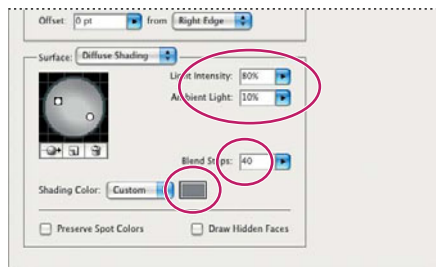 Offset: 0 pt from Right Edge
Surface: Diffuse Shading
Light Intensity: 80%
Ambient Light: 10%
Blend Steps: 40
Shading Color: Custom
Preserve Spot Colors Draw Hidden Faces